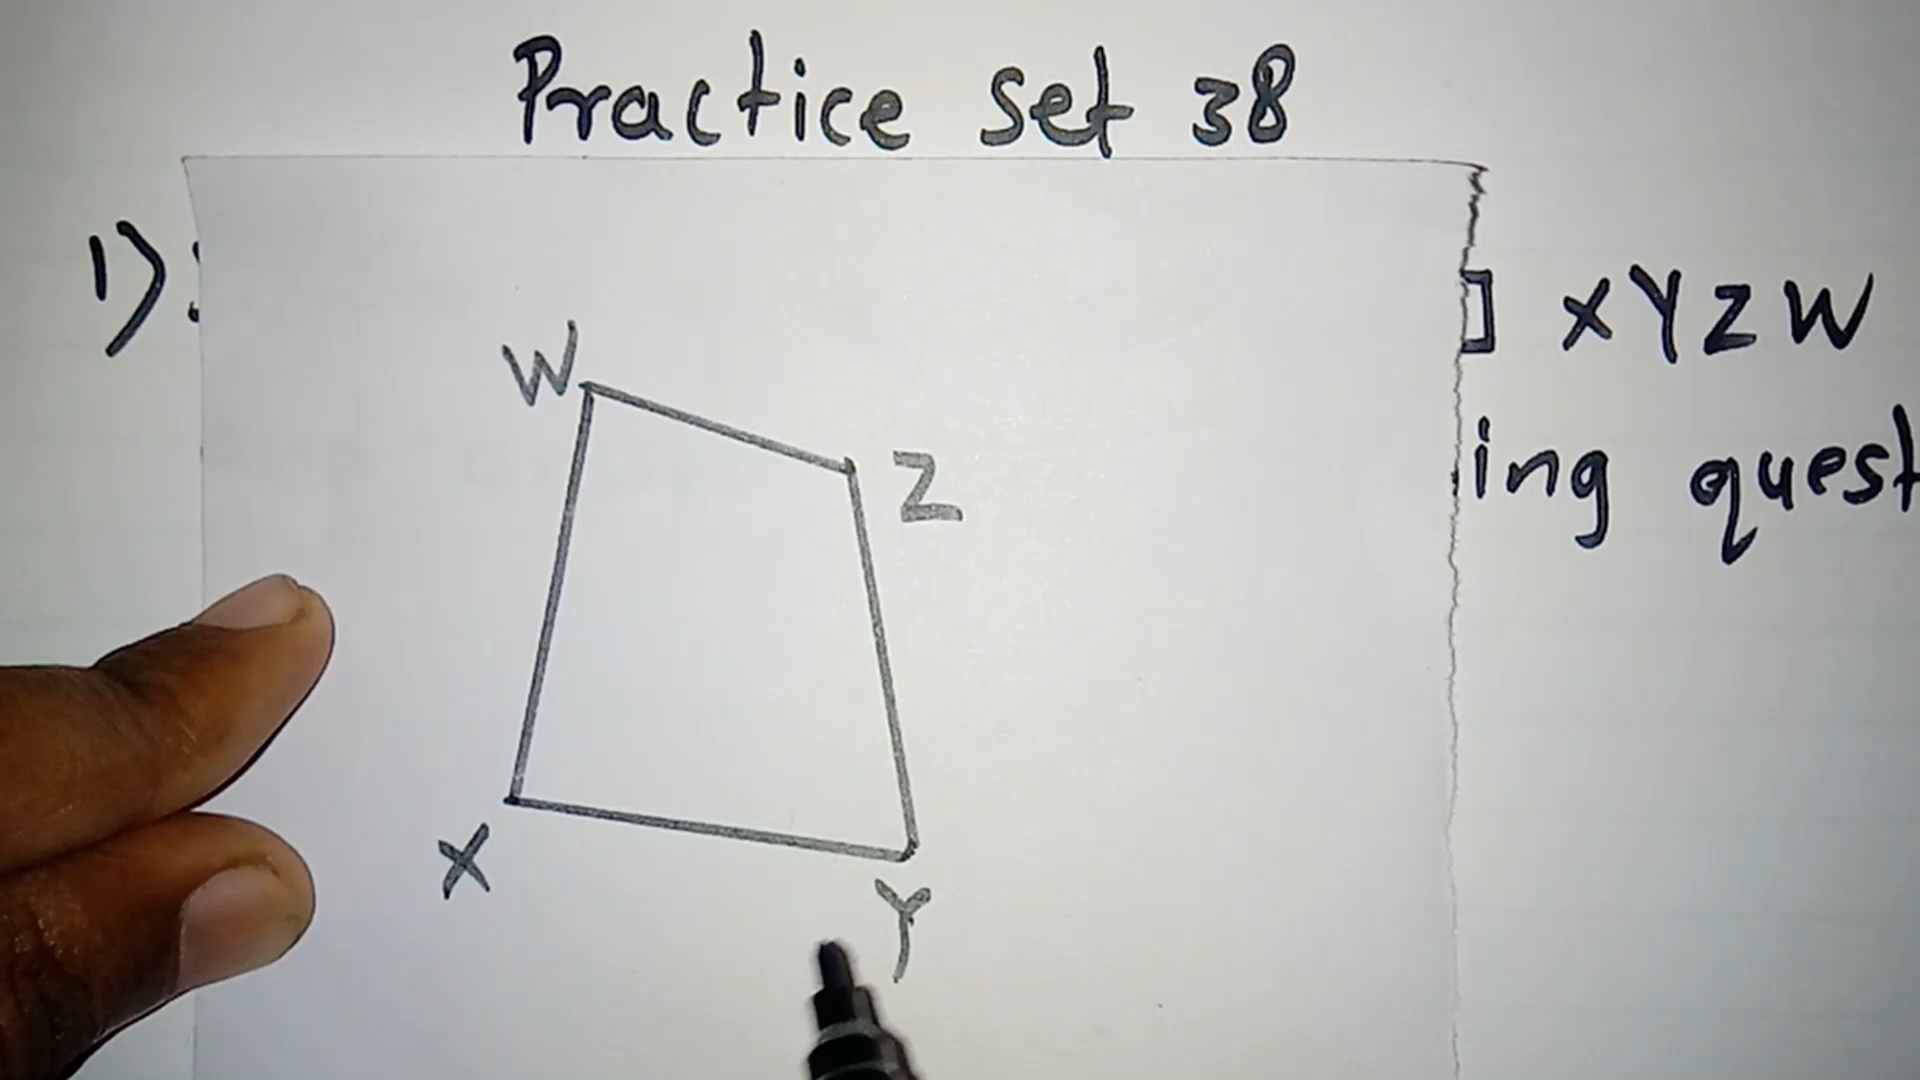 Practice set 38
1) □ XYZW
ing quest
W
Z
X
Y